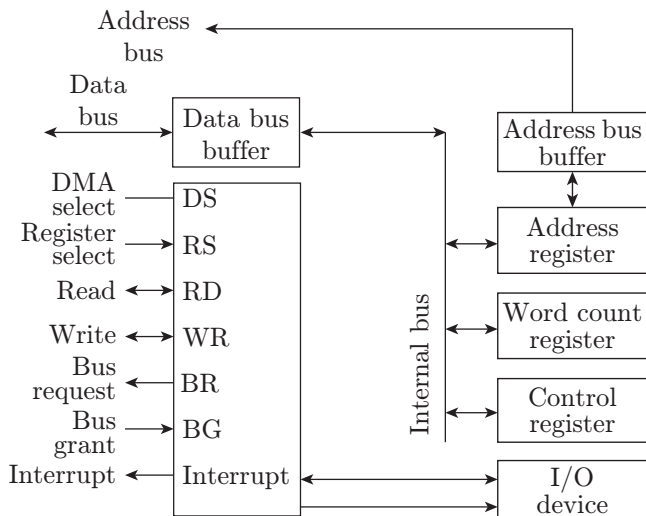 Address
bus
Data
bus
Data bus
buffer
Address bus
buffer
DMA
select
DS
Register
select
RS
Address
register
Read
RD
Word count
register
Write
WR
Internal bus
Bus
request
BR
Control
register
Bus
grant
BG
Interrupt
Interrupt
I/O
device